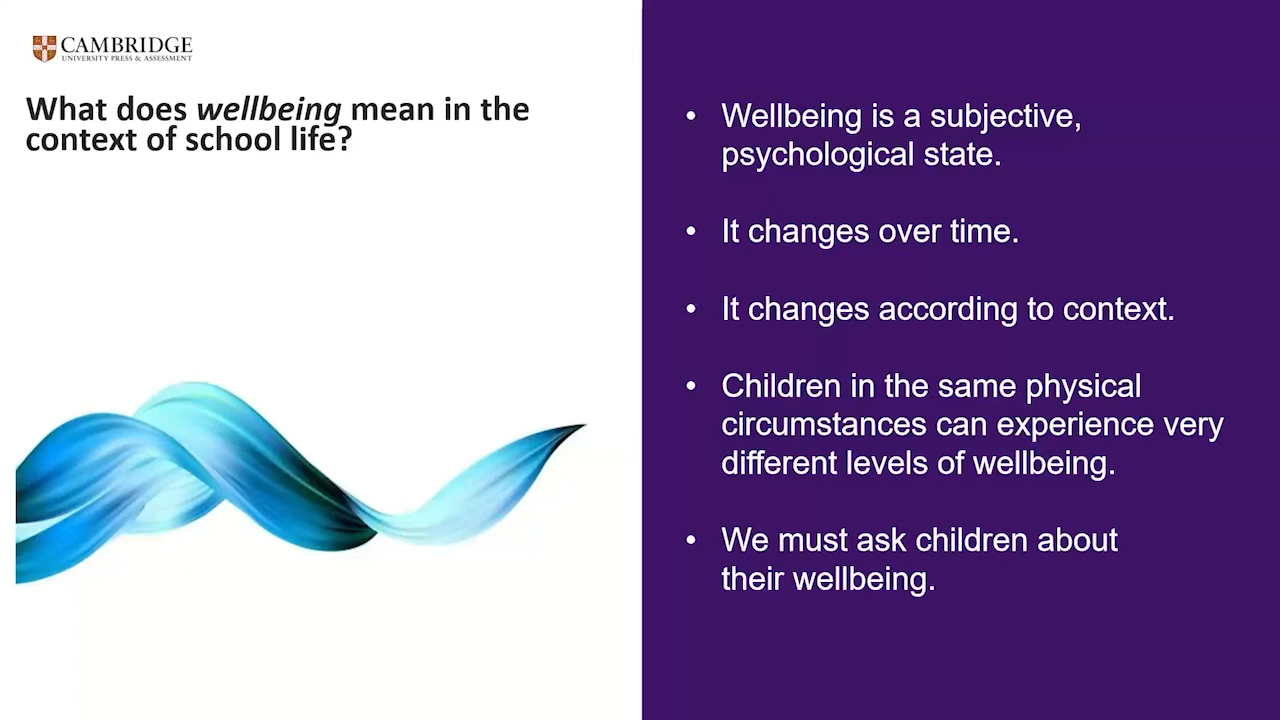 CAMBRIDGE
UNIVERSITY PRESS & ASSESSMENT
What does wellbeing mean in the
context of school life?
• Wellbeing is a subjective,
psychological state.
• It changes over time.
• It changes according to context.
• Children in the same physical
circumstances can experience very
different levels of wellbeing.
• We must ask children about
their wellbeing.